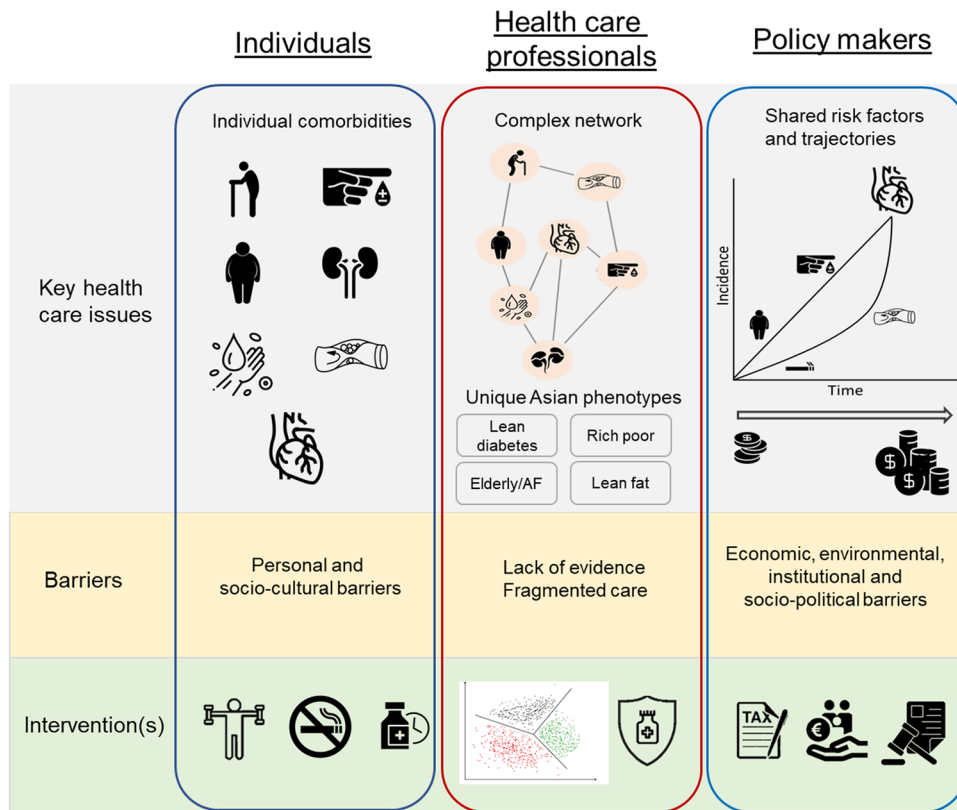 Individuals
Health care
professionals
Policy makers
Key health
care issues
Individual comorbidities
Complex network
Unique Asian phenotypes
Lean
diabetes
Rich poor
Elderly/AF
Lean fat
Shared risk factors
and trajectories
Incidence
Time
$
$
$
Barriers
Personal and
socio-cultural barriers
Lack of evidence
Fragmented care
Economic, environmental,
institutional and
socio-political barriers
Intervention(s)
TAX
€